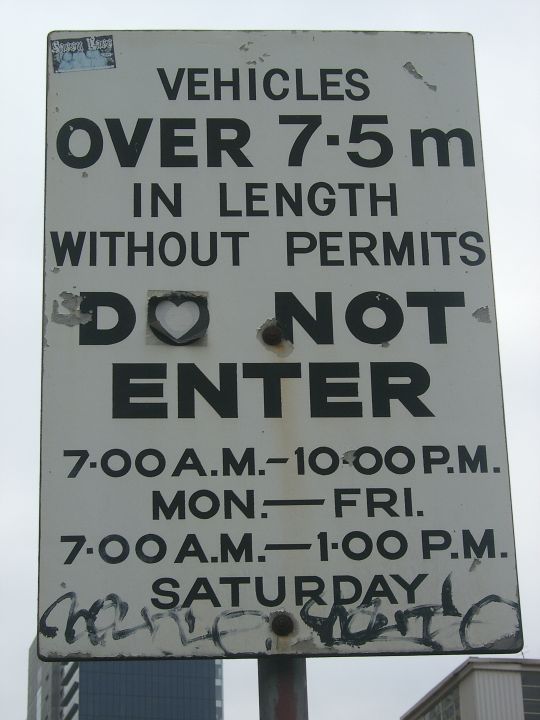 VEHICLES
OVER 7·5m
IN LENGTH
WITHOUT PERMITS
DO NOT
ENTER
7·00 A.M.–10·00 P.M.
MON.—FRI.
7·00 A.M.—1·00 P.M.
SATURDAY